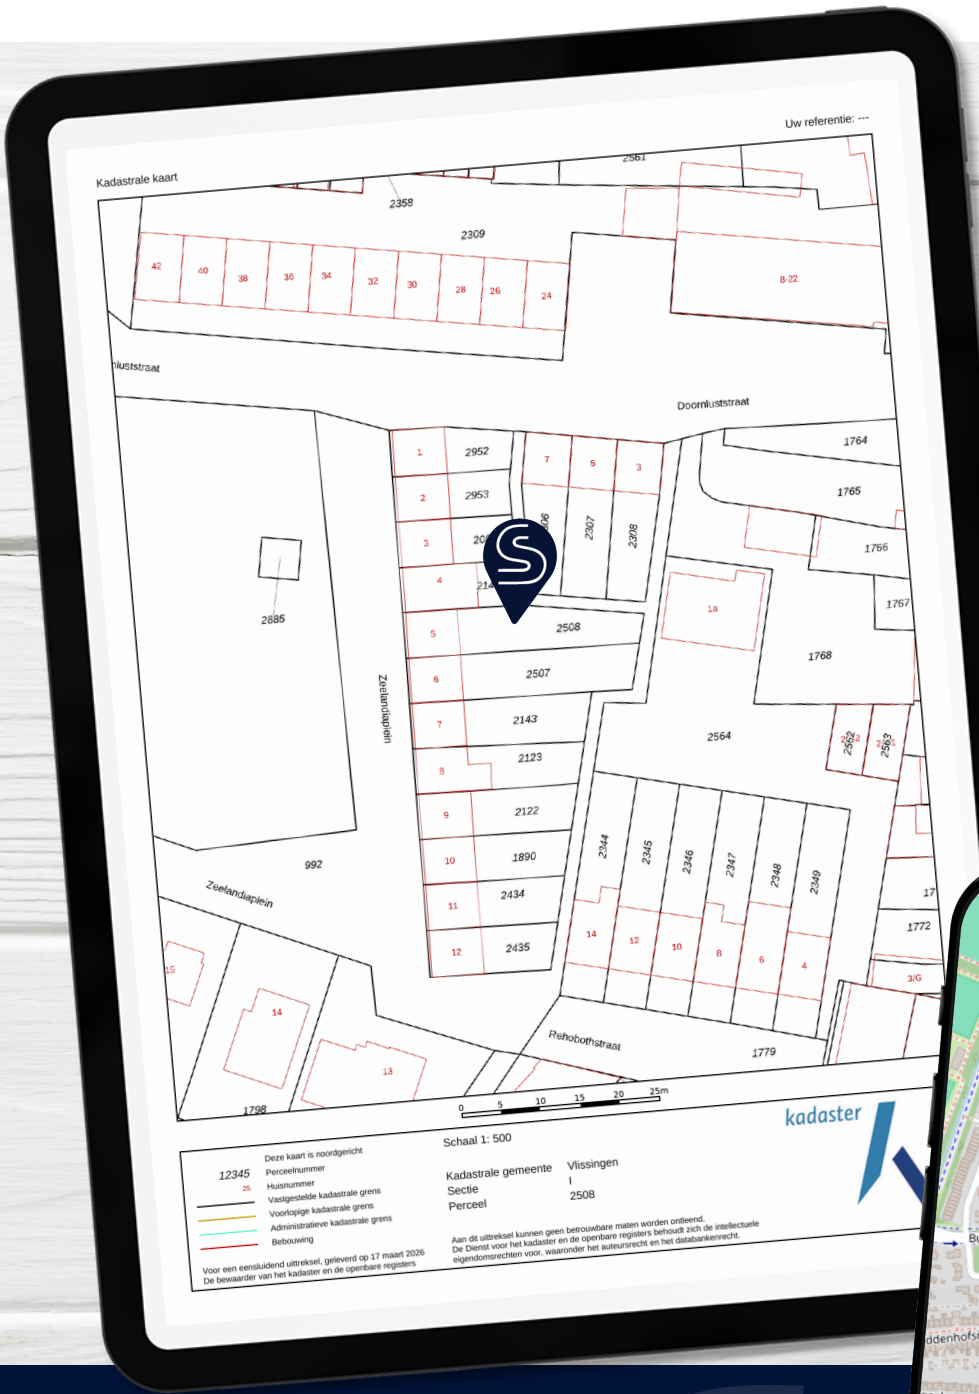 Uw referentie: ---
Kadastrale kaart
2561
2358
2309
42
40
38
36
34
32
30
28
26
24
8-22
Doornluststraat
1
2952
7
5
3
1764
2
2953
1765
3
2307
2308
1766
4
S
2885
5
2508
1a
1767
6
2507
1768
Zeelandiaplein
7
2143
2564
2562
2563
8
2123
9
2122
2344
2345
2346
2347
2348
2349
10
1890
992
11
2434
Zeelandiaplein
12
2435
14
12
10
8
6
4
1772
3/G
15
14
13
Rehobothstraat
1779
1798
0 5 10 15 20 25m
Schaal 1: 500
kadaster
Deze kaart is noordgericht
12345 Perceelnummer
25 Huisnummer
Vastgestelde kadastrale grens
Voorlopige kadastrale grens
Administratieve kadastrale grens
Bebouwing
Kadastrale gemeente Vlissingen
Sectie I
Perceel 2508
Voor een eensluidend uittreksel, geleverd op 17 maart 2026
De bewaarder van het kadaster en de openbare registers
Aan dit uittreksel kunnen geen betrouwbare maten worden ontleend.
De Dienst voor het kadaster en de openbare registers behoudt zich de intellectuele
eigendomsrechten voor, waaronder het auteursrecht en het databankenrecht.